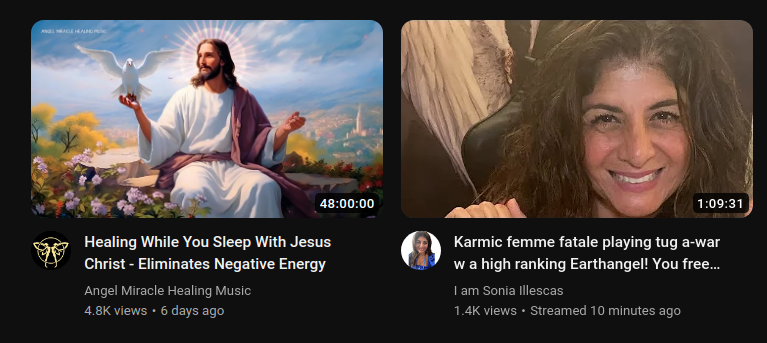 ANGEL MIRACLE HEALING MUSIC
48:00:00
1:09:31
Healing While You Sleep With Jesus
Christ - Eliminates Negative Energy
Angel Miracle Healing Music
4.8K views • 6 days ago
Karmic femme fatale playing tug a-war
w a high ranking Earthangel! You free...
I am Sonia Illescas
1.4K views • Streamed 10 minutes ago